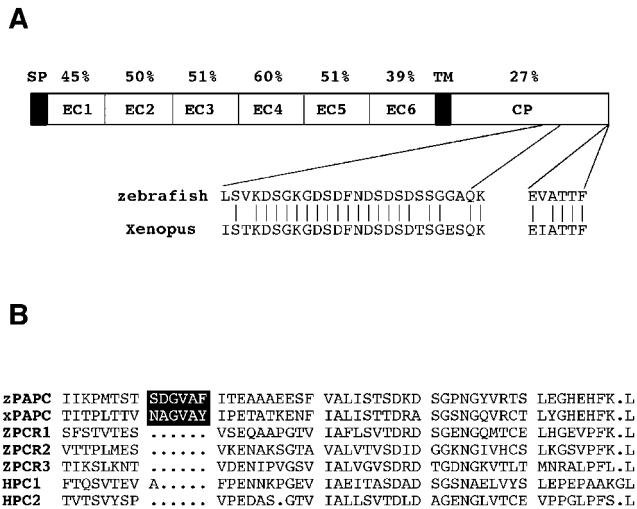 A
SP 45% 50% 51% 60% 51% 39% TM 27%
EC1 EC2 EC3 EC4 EC5 EC6 CP
zebrafish LSVKDSGKGDSDFNDSDSDSSGGAQK EVATTF
Xenopus ISTKDSGKGDSDFNDSDSDTSGESQK EIATTF
B
zPAPC IIKPMTST SDGVAF ITEAAAEESF VALISTSDKD SGPNGYVRTS LEGHEHFK.L
xPAPC TITPLTTV NAGVAY IPETATKENF IALISTTDRA SGSNGQVRCT LYGHEHFK.L
ZPCR1 SFSTVTES ...... VSEQAAPGTV IAFLSVTDRD SGENGQMTCE LHGEVPFK.L
ZPCR2 VTTPLMES ...... VKENAKSGTA VALVTVSDID GGKNGIVHCS VVGPVPFK.L
ZPCR3 TIKSLKNT ...... VDENIPVGSV IALVGVSDRD TGDNGKVTLT MNRALPFL.L
HPC1 FTQSVTEV A..... FPENNKPGEV IAEITASDAD SGSNAELVYS LEPEPAAKGL
HPC2 TVTSVYSP ...... VPEDAS.GTV IALLSVTDLD AGENGLVTCE VPPGLPFS.L